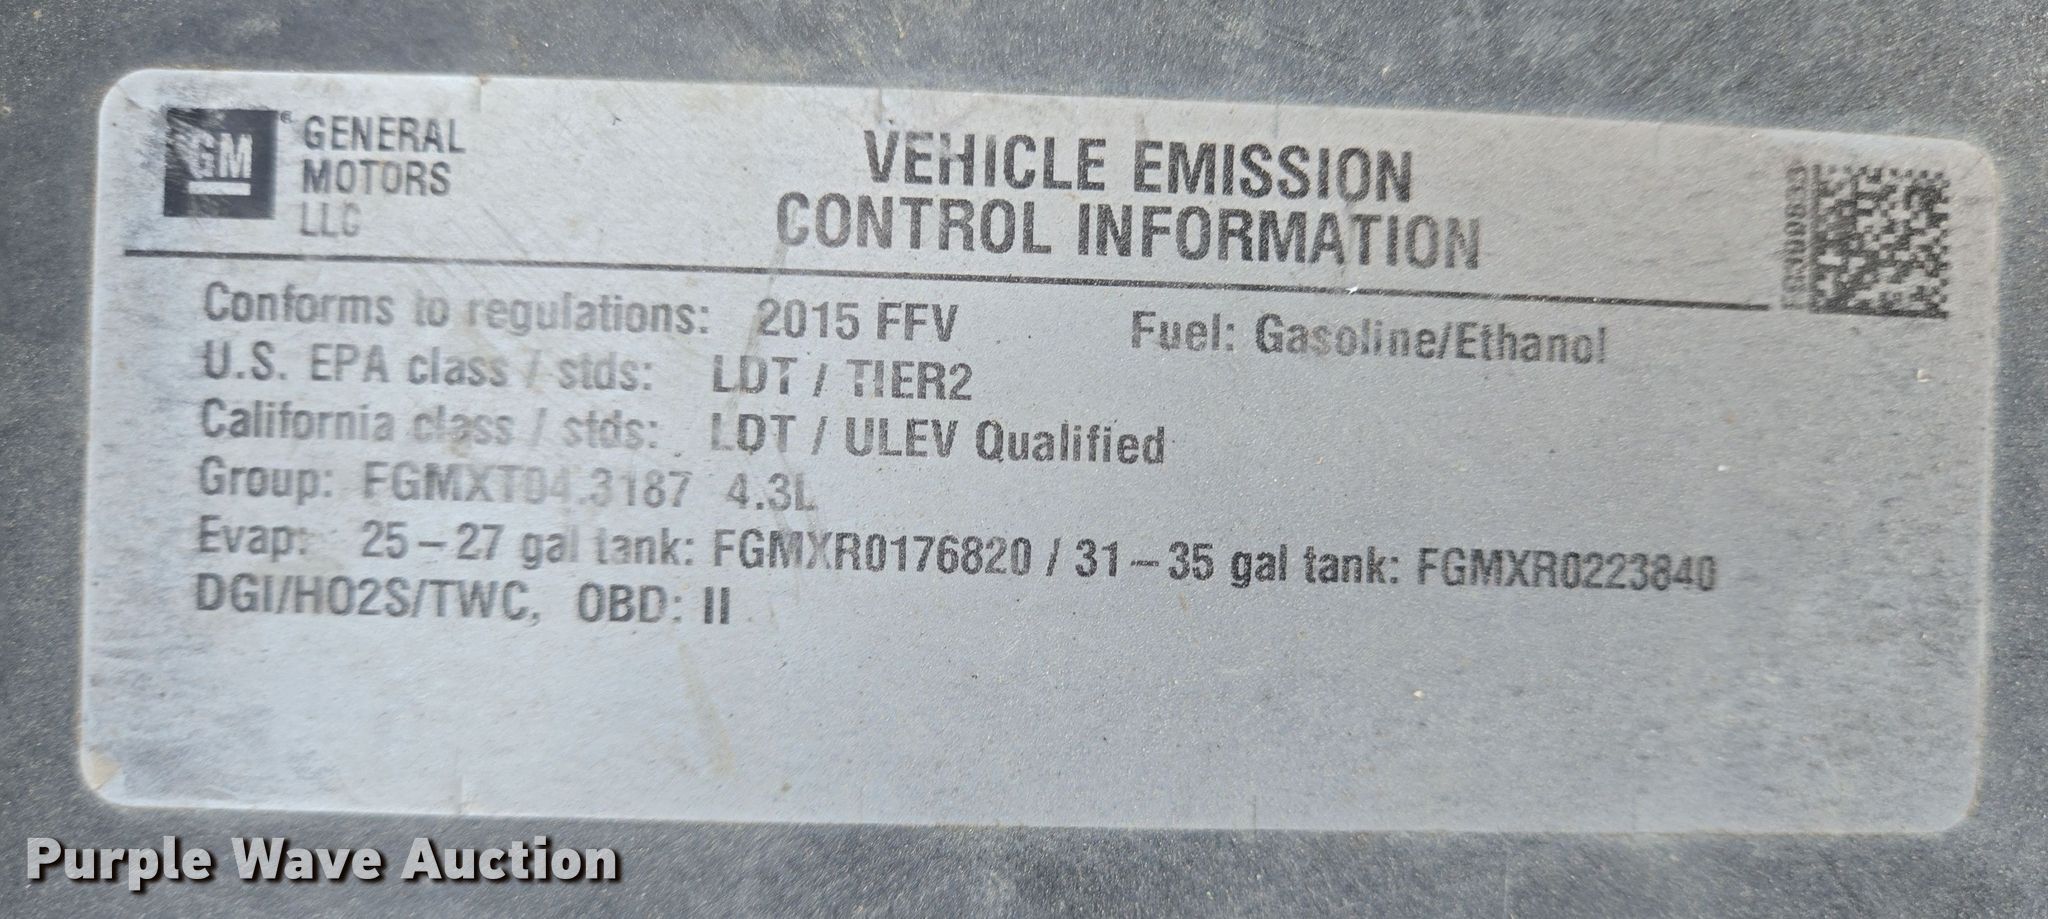 GM® GENERAL
MOTORS
LLC
VEHICLE EMISSION
CONTROL INFORMATION
Conforms to regulations: 2015 FFV Fuel: Gasoline/Ethanol
U.S. EPA class / stds: LDT / TIER2
California class / stds: LDT / ULEV Qualified
Group: FGMXT04.3187 4.3L
Evap: 25-27 gal tank: FGMXR0176820 / 31-35 gal tank: FGMXR0223840
DGI/HO2S/TWC, OBD: II
Purple Wave Auction